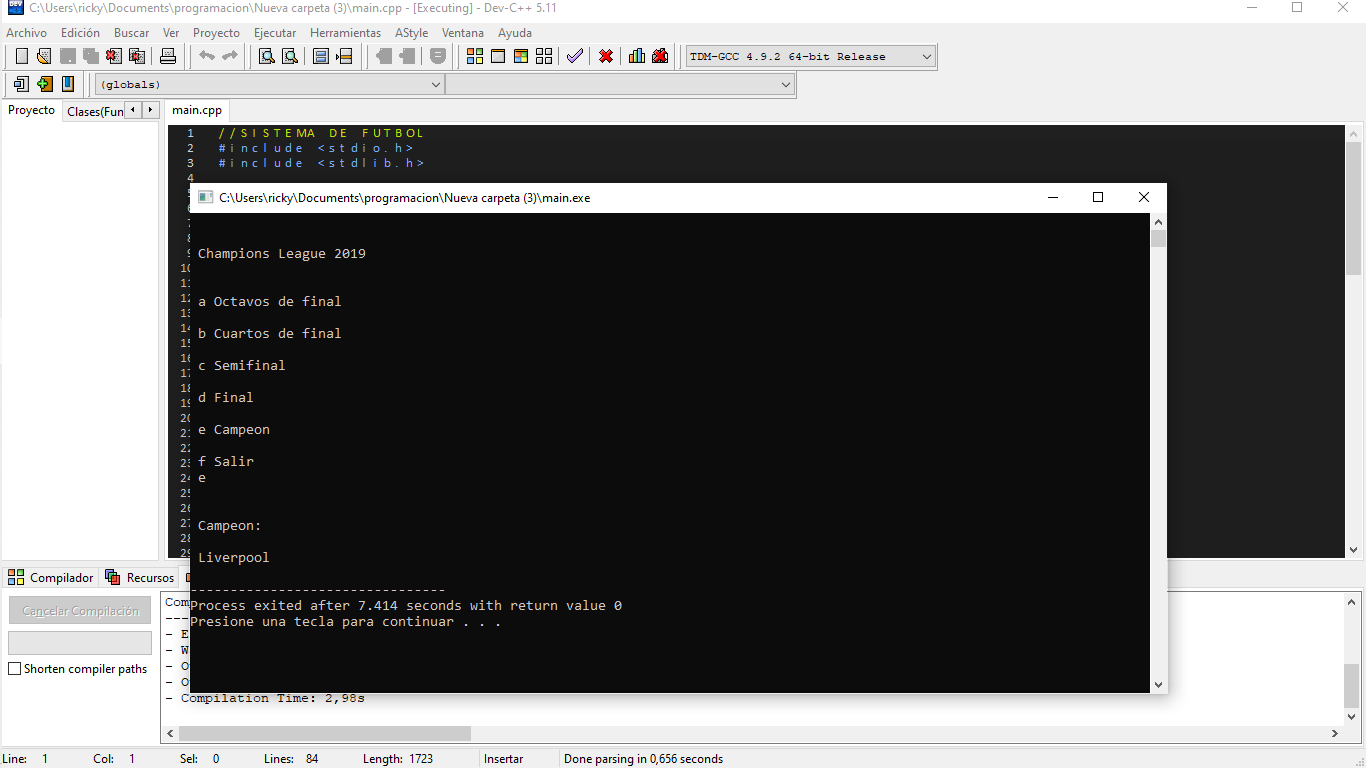 C:\Users\ricky\Documents\programacion\Nueva carpeta (3)\main.cpp - [Executing] - Dev-C++ 5.11
Archivo Edición Buscar Ver Proyecto Ejecutar Herramientas AStyle Ventana Ayuda
TDM-GCC 4.9.2 64-bit Release
(globals)
Proyecto Clases(Fun main.cpp
1 //SISTEMA DE FUTBOL
2 #include <stdio.h>
3 #include <stdlib.h>
4
C:\Users\ricky\Documents\programacion\Nueva carpeta (3)\main.exe
Champions League 2019
a Octavos de final
b Cuartos de final
c Semifinal
d Final
e Campeon
f Salir
e
Campeon:
Liverpool
--------------------------------
Process exited after 7.414 seconds with return value 0
Presione una tecla para continuar . . .
Compilador Recursos
Cancelar Compilación
Shorten compiler paths
- Compilation Time: 2,98s
Line: 1 Col: 1 Sel: 0 Lines: 84 Length: 1723 Insertar Done parsing in 0,656 seconds